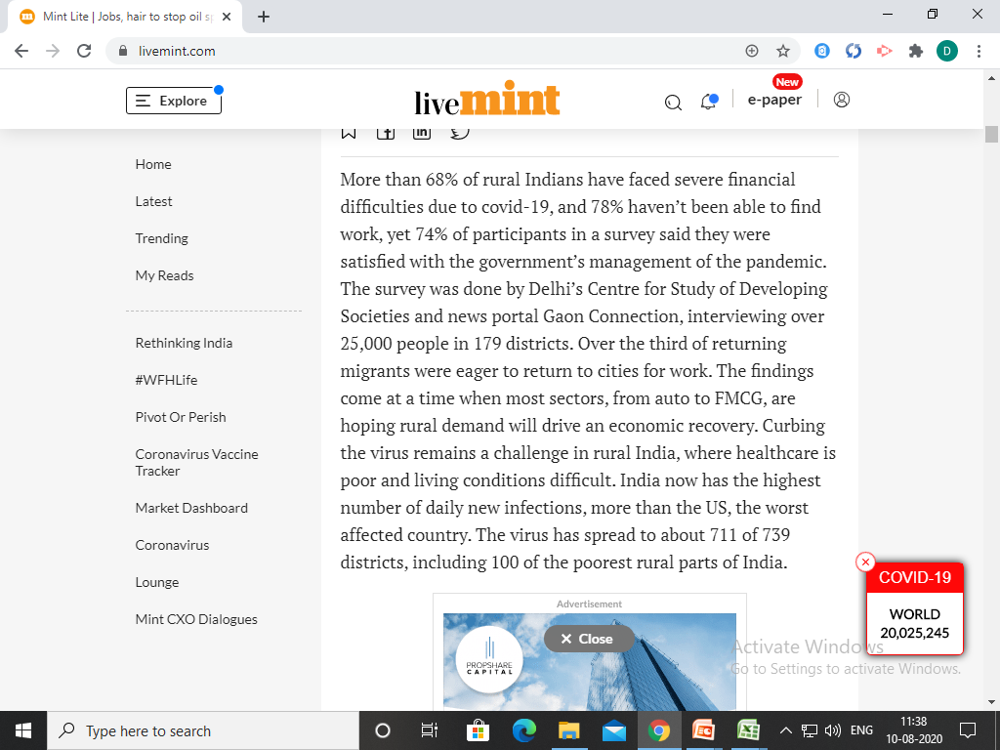 Mint Lite | Jobs, hair to stop oil sp
livemint.com
D
Explore
livemint
New
e-paper
Home
Latest
Trending
My Reads
Rethinking India
#WFHLife
Pivot Or Perish
Coronavirus Vaccine
Tracker
Market Dashboard
Coronavirus
Lounge
Mint CXO Dialogues
More than 68% of rural Indians have faced severe financial
difficulties due to covid-19, and 78% haven’t been able to find
work, yet 74% of participants in a survey said they were
satisfied with the government’s management of the pandemic.
The survey was done by Delhi’s Centre for Study of Developing
Societies and news portal Gaon Connection, interviewing over
25,000 people in 179 districts. Over the third of returning
migrants were eager to return to cities for work. The findings
come at a time when most sectors, from auto to FMCG, are
hoping rural demand will drive an economic recovery. Curbing
the virus remains a challenge in rural India, where healthcare is
poor and living conditions difficult. India now has the highest
number of daily new infections, more than the US, the worst
affected country. The virus has spread to about 711 of 739
districts, including 100 of the poorest rural parts of India.
Advertisement
Close
PROPSHARE
CAPITAL
COVID-19
WORLD
20,025,245
Activate Windows
Go to Settings to activate Windows.
Type here to search
ENG
11:38
10-08-2020